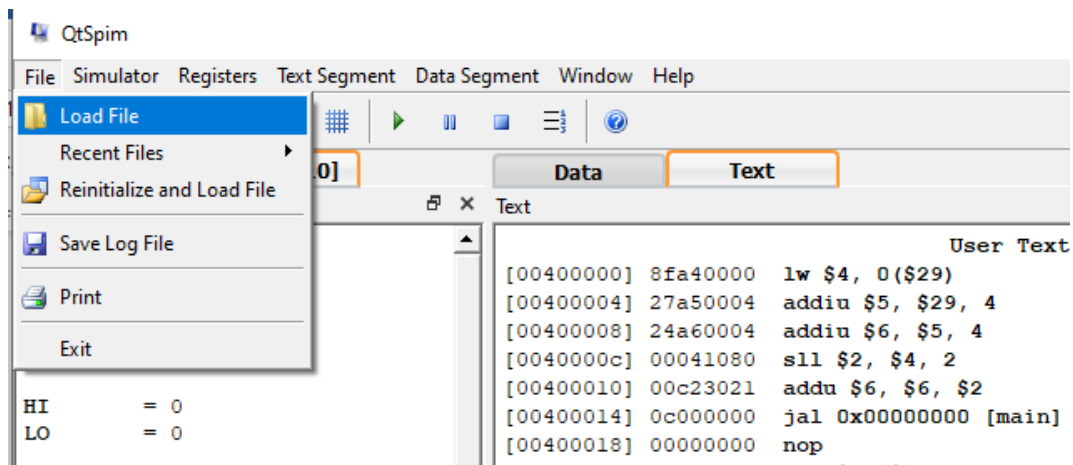 QtSpim
File Simulator Registers Text Segment Data Segment Window Help
Load File
Recent Files
Reinitialize and Load File
Save Log File
Print
Exit
.0]
Data Text
Text
User Text
[00400000] 8fa40000 lw $4, 0($29)
[00400004] 27a50004 addiu $5, $29, 4
[00400008] 24a60004 addiu $6, $5, 4
[0040000c] 00041080 sll $2, $4, 2
[00400010] 00c23021 addu $6, $6, $2
[00400014] 0c000000 jal 0x00000000 [main]
[00400018] 00000000 nop
HI = 0
LO = 0